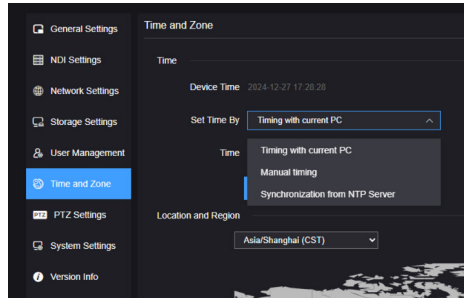 General Settings
NDI Settings
Network Settings
Storage Settings
User Management
Time and Zone
PTZ PTZ Settings
System Settings
Version Info
Time and Zone
Time
Device Time 2024-12-27 17:28:28
Set Time By Timing with current PC
Time
Timing with current PC
Manual timing
Synchronization from NTP Server
Location and Region
Asia/Shanghai (CST)